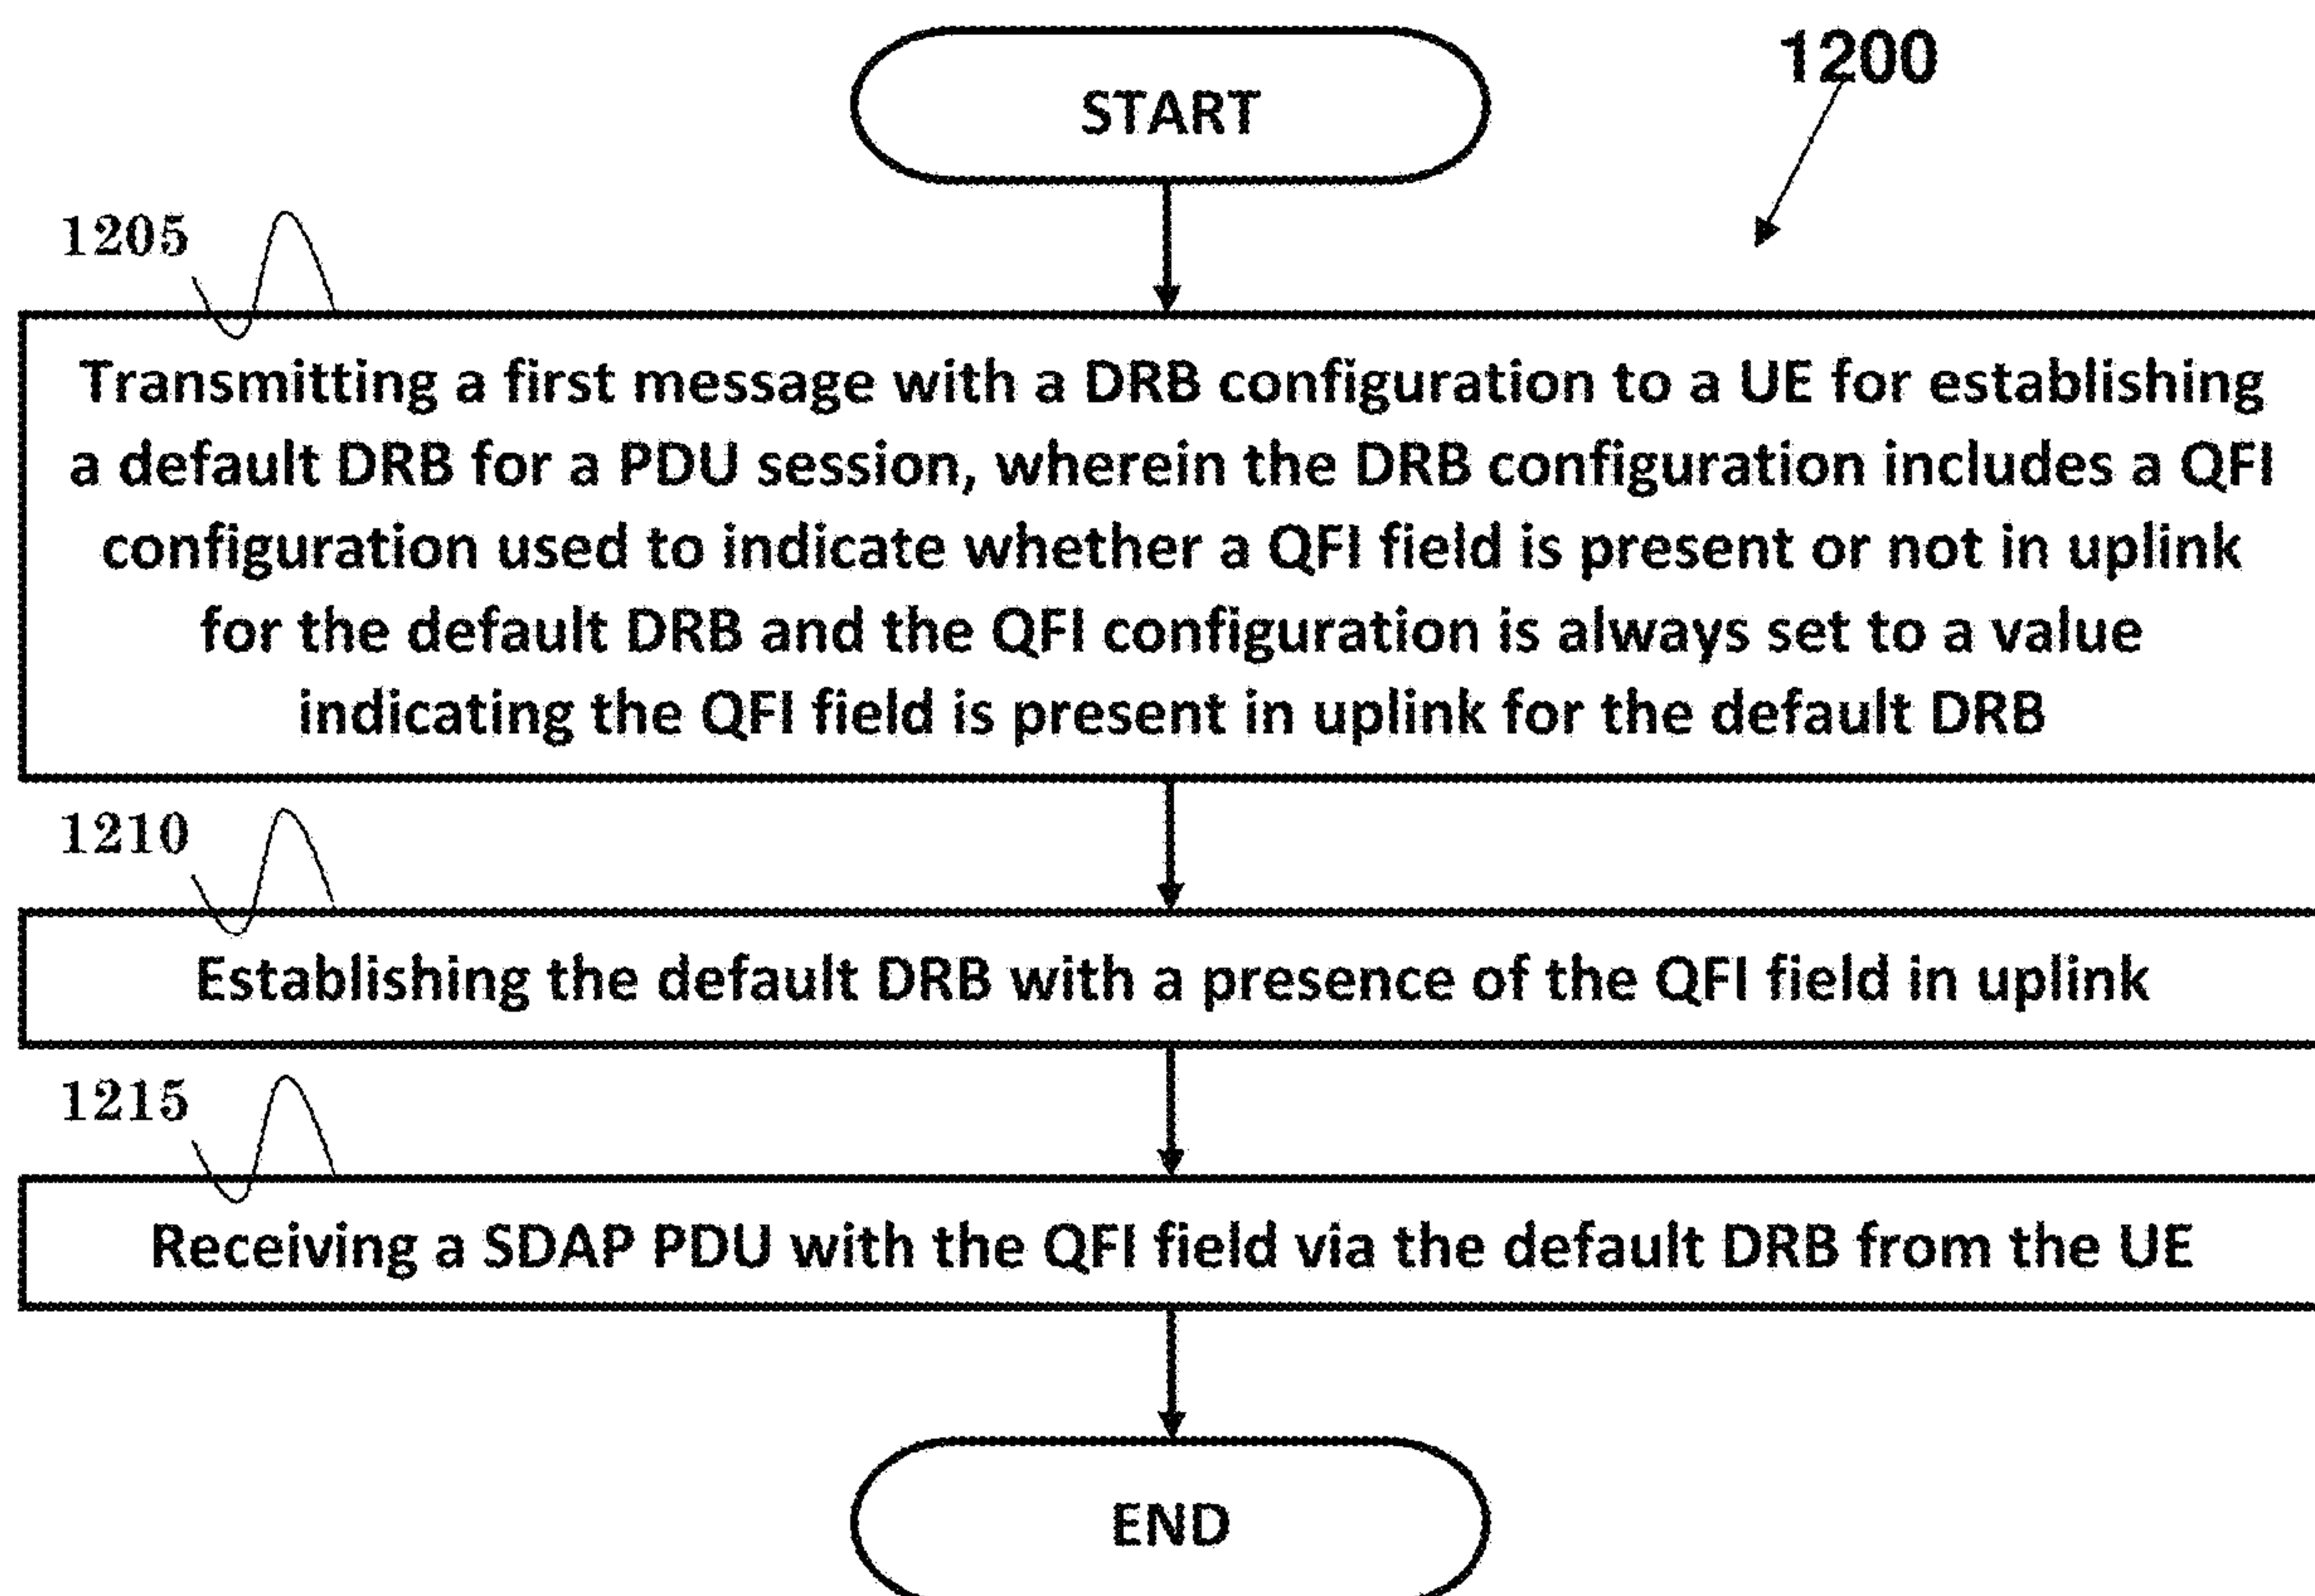 START
1200
1205
Transmitting a first message with a DRB configuration to a UE for establishing
a default DRB for a PDU session, wherein the DRB configuration includes a QFI
configuration used to indicate whether a QFI field is present or not in uplink
for the default DRB and the QFI configuration is always set to a value
indicating the QFI field is present in uplink for the default DRB
1210
Establishing the default DRB with a presence of the QFI field in uplink
1215
Receiving a SDAP PDU with the QFI field via the default DRB from the UE
END